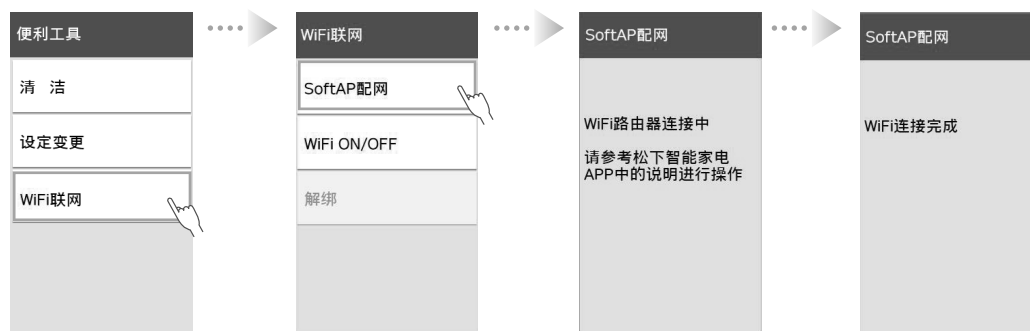 便利工具
清 洁
设定变更
WiFi联网
WiFi联网
SoftAP配网
WiFi ON/OFF
解绑
SoftAP配网
WiFi路由器连接中
请参考松下智能家电
APP中的说明进行操作
SoftAP配网
WiFi连接完成